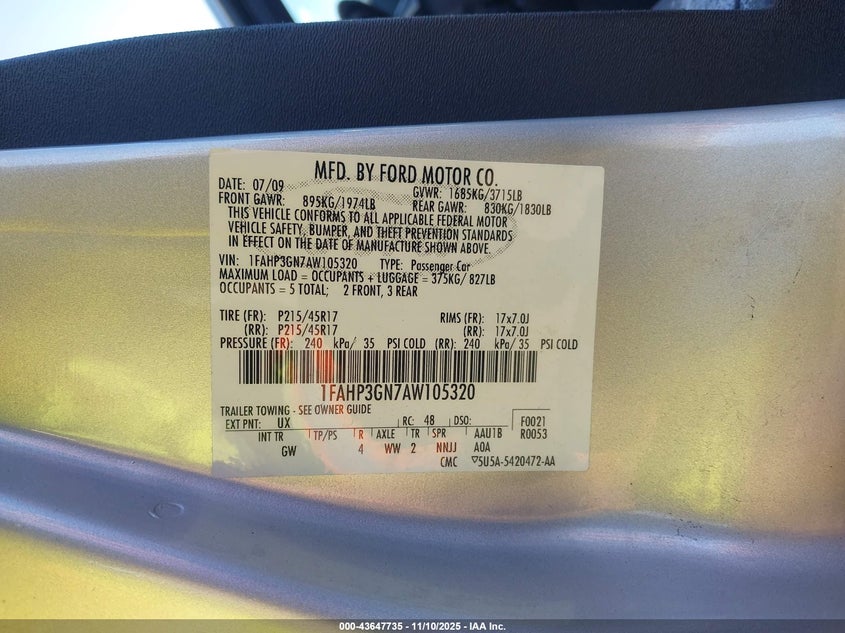 MFD. BY FORD MOTOR CO.
DATE: 07/09 GVWR: 1685KG/3715LB
FRONT GAWR: 895KG/1974LB REAR GAWR: 830KG/1830LB
THIS VEHICLE CONFORMS TO ALL APPLICABLE FEDERAL MOTOR
VEHICLE SAFETY, BUMPER, AND THEFT PREVENTION STANDARDS
IN EFFECT ON THE DATE OF MANUFACTURE SHOWN ABOVE.
VIN: 1FAHP3GN7AW105320 TYPE: Passenger Car
MAXIMUM LOAD = OCCUPANTS + LUGGAGE = 375KG/ 827LB
OCCUPANTS = 5 TOTAL; 2 FRONT, 3 REAR
TIRE (FR): P215/45R17 RIMS (FR): 17x7.0J
(RR): P215/45R17 (RR): 17x7.0J
PRESSURE (FR): 240 kPa/ 35 PSI COLD (RR): 240 kPa/ 35 PSI COLD
1FAHP3GN7AW105320
TRAILER TOWING - SEE OWNER GUIDE
EXT PNT: UX RC: 48 DSO: F0021
INT TR TP/PS R AXLE TR SPR AAU1B R0053
GW 4 WW 2 NNJJ A0A
CMC ▽5U5A-5420472-AA
000-43647735 - 11/10/2025 - IAA Inc.